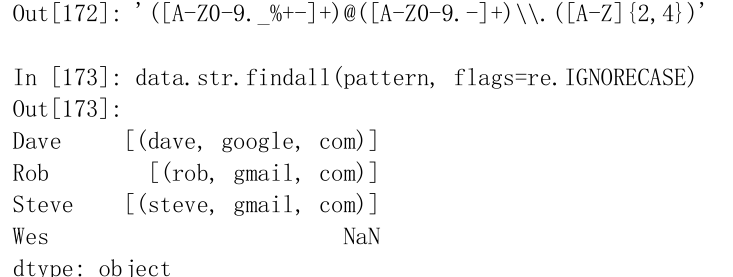 Out[172]: '([A-Z0-9._%+-]+)@([A-Z0-9.-]+)\\.([A-Z]{2,4})'
In [173]: data.str.findall(pattern, flags=re.IGNORECASE)
Out[173]:
Dave [(dave, google, com)]
Rob [(rob, gmail, com)]
Steve [(steve, gmail, com)]
Wes NaN
dtype: object